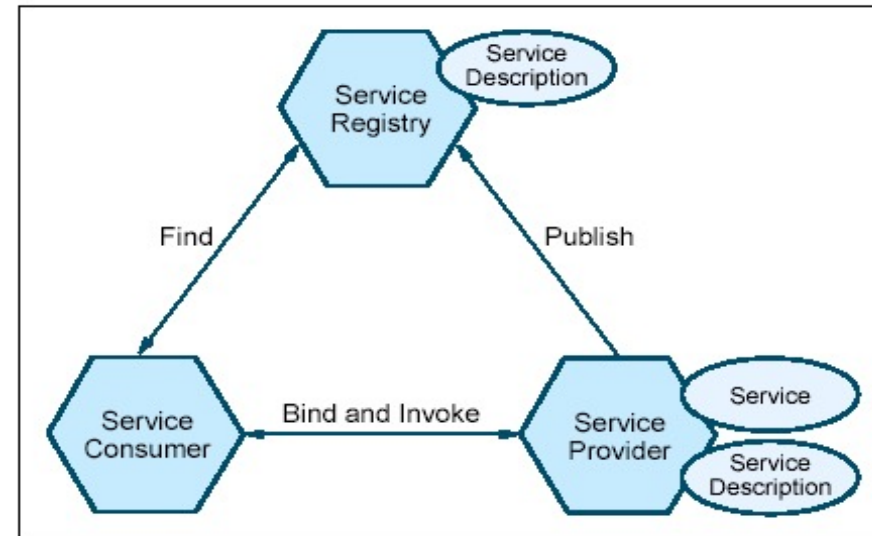 Service
Description
Service
Registry
Find
Publish
Service
Consumer
Bind and Invoke
Service
Provider
Service
Service
Description